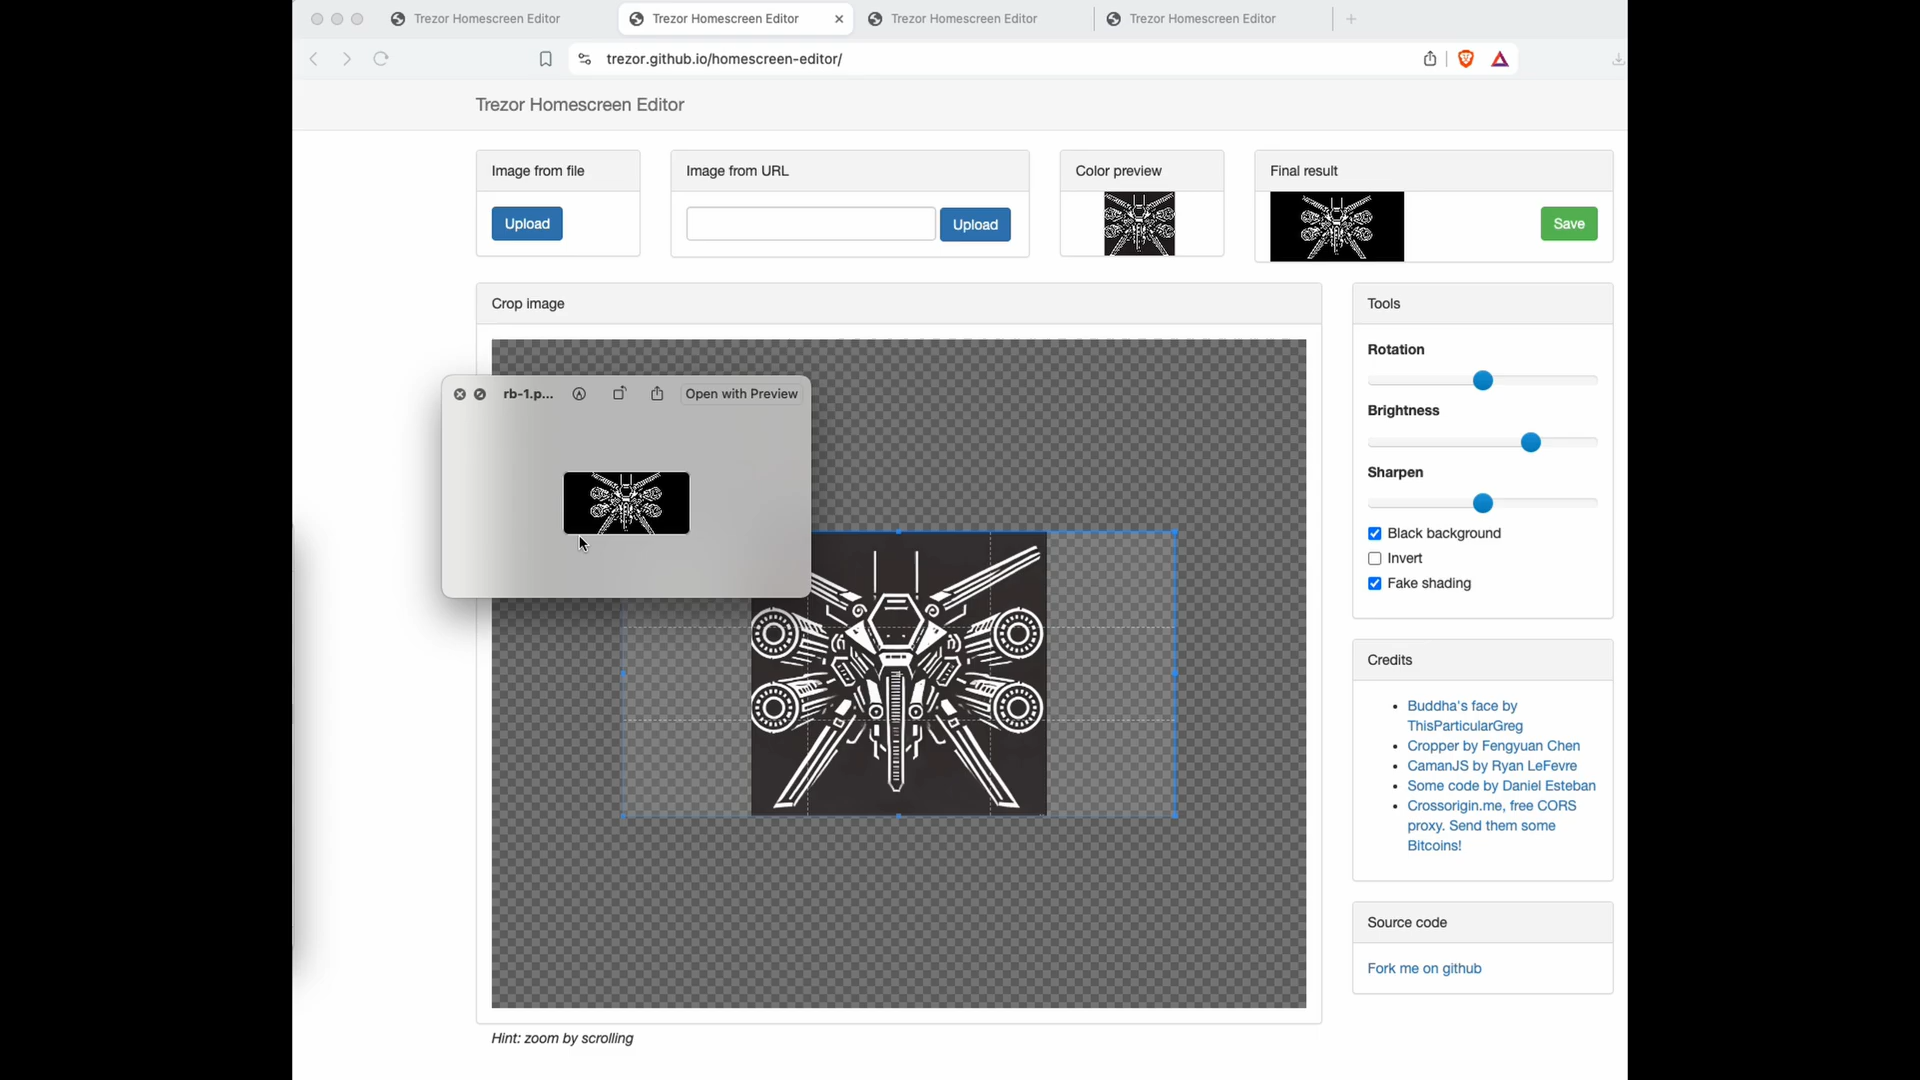 Trezor Homescreen Editor
Trezor Homescreen Editor
Trezor Homescreen Editor
Trezor Homescreen Editor
trezor.github.io/homescreen-editor/
Trezor Homescreen Editor
Image from file
Upload
Image from URL
Upload
Color preview
Final result
Save
Crop image
rb-1.p...
Open with Preview
Tools
Rotation
Brightness
Sharpen
Black background
Invert
Fake shading
Credits
Buddha's face by
ThisParticularGreg
Cropper by Fengyuan Chen
CamanJS by Ryan LeFevre
Some code by Daniel Esteban
Crossorigin.me, free CORS
proxy. Send them some
Bitcoins!
Source code
Fork me on github
Hint: zoom by scrolling